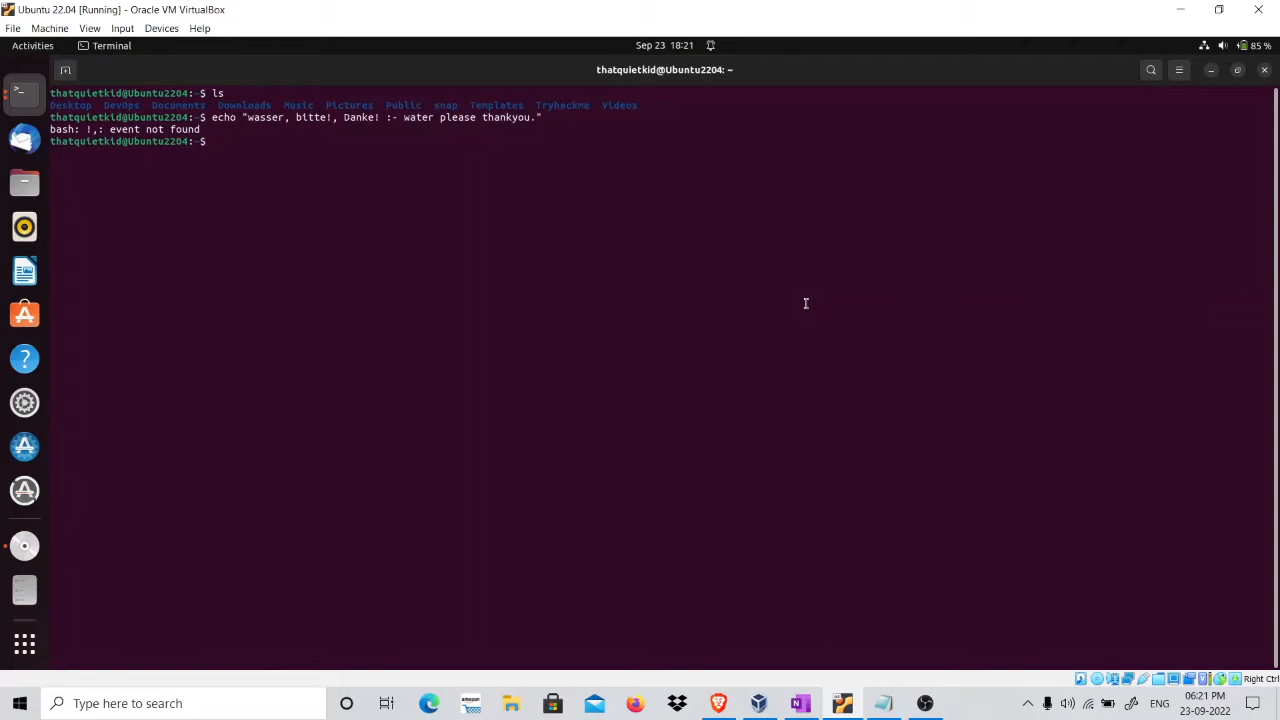 Ubuntu 22.04 [Running] - Oracle VM VirtualBox
File Machine View Input Devices Help
Activities Terminal Sep 23 18:21 85 %
thatquietkid@Ubuntu2204: ~
thatquietkid@Ubuntu2204:~$ ls
Desktop DevOps Documents Downloads Music Pictures Public snap Templates Tryhackme Videos
thatquietkid@Ubuntu2204:~$ echo "wasser, bitte!, Danke! :- water please thankyou."
bash: !,: event not found
thatquietkid@Ubuntu2204:~$
Right Ctrl
Type here to search
amazon
ENG
06:21 PM
23-09-2022